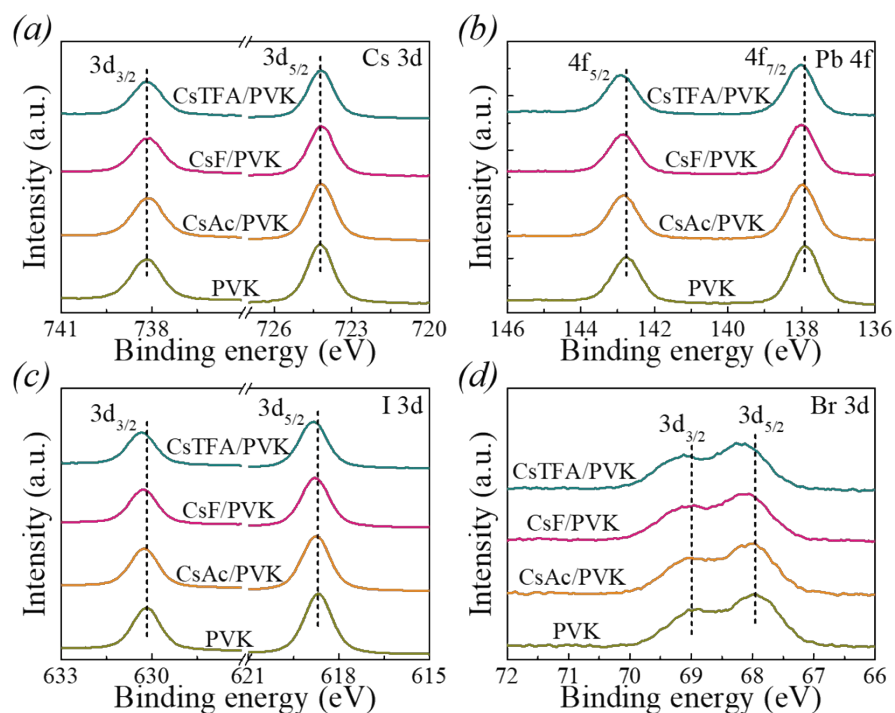 (a)
3d3/2
3d5/2
Cs 3d
CsTFA/PVK
CsF/PVK
CsAc/PVK
PVK
Intensity (a.u.)
741 738 726 723 720
Binding energy (eV)
(b)
4f5/2
4f7/2
Pb 4f
CsTFA/PVK
CsF/PVK
CsAc/PVK
PVK
Intensity (a.u.)
146 144 142 140 138 136
Binding energy (eV)
(c)
3d3/2
3d5/2
I 3d
CsTFA/PVK
CsF/PVK
CsAc/PVK
PVK
Intensity (a.u.)
633 630 621 618 615
Binding energy (eV)
(d)
3d3/2
3d5/2
Br 3d
CsTFA/PVK
CsF/PVK
CsAc/PVK
PVK
Intensity (a.u.)
72 71 70 69 68 67 66
Binding energy (eV)